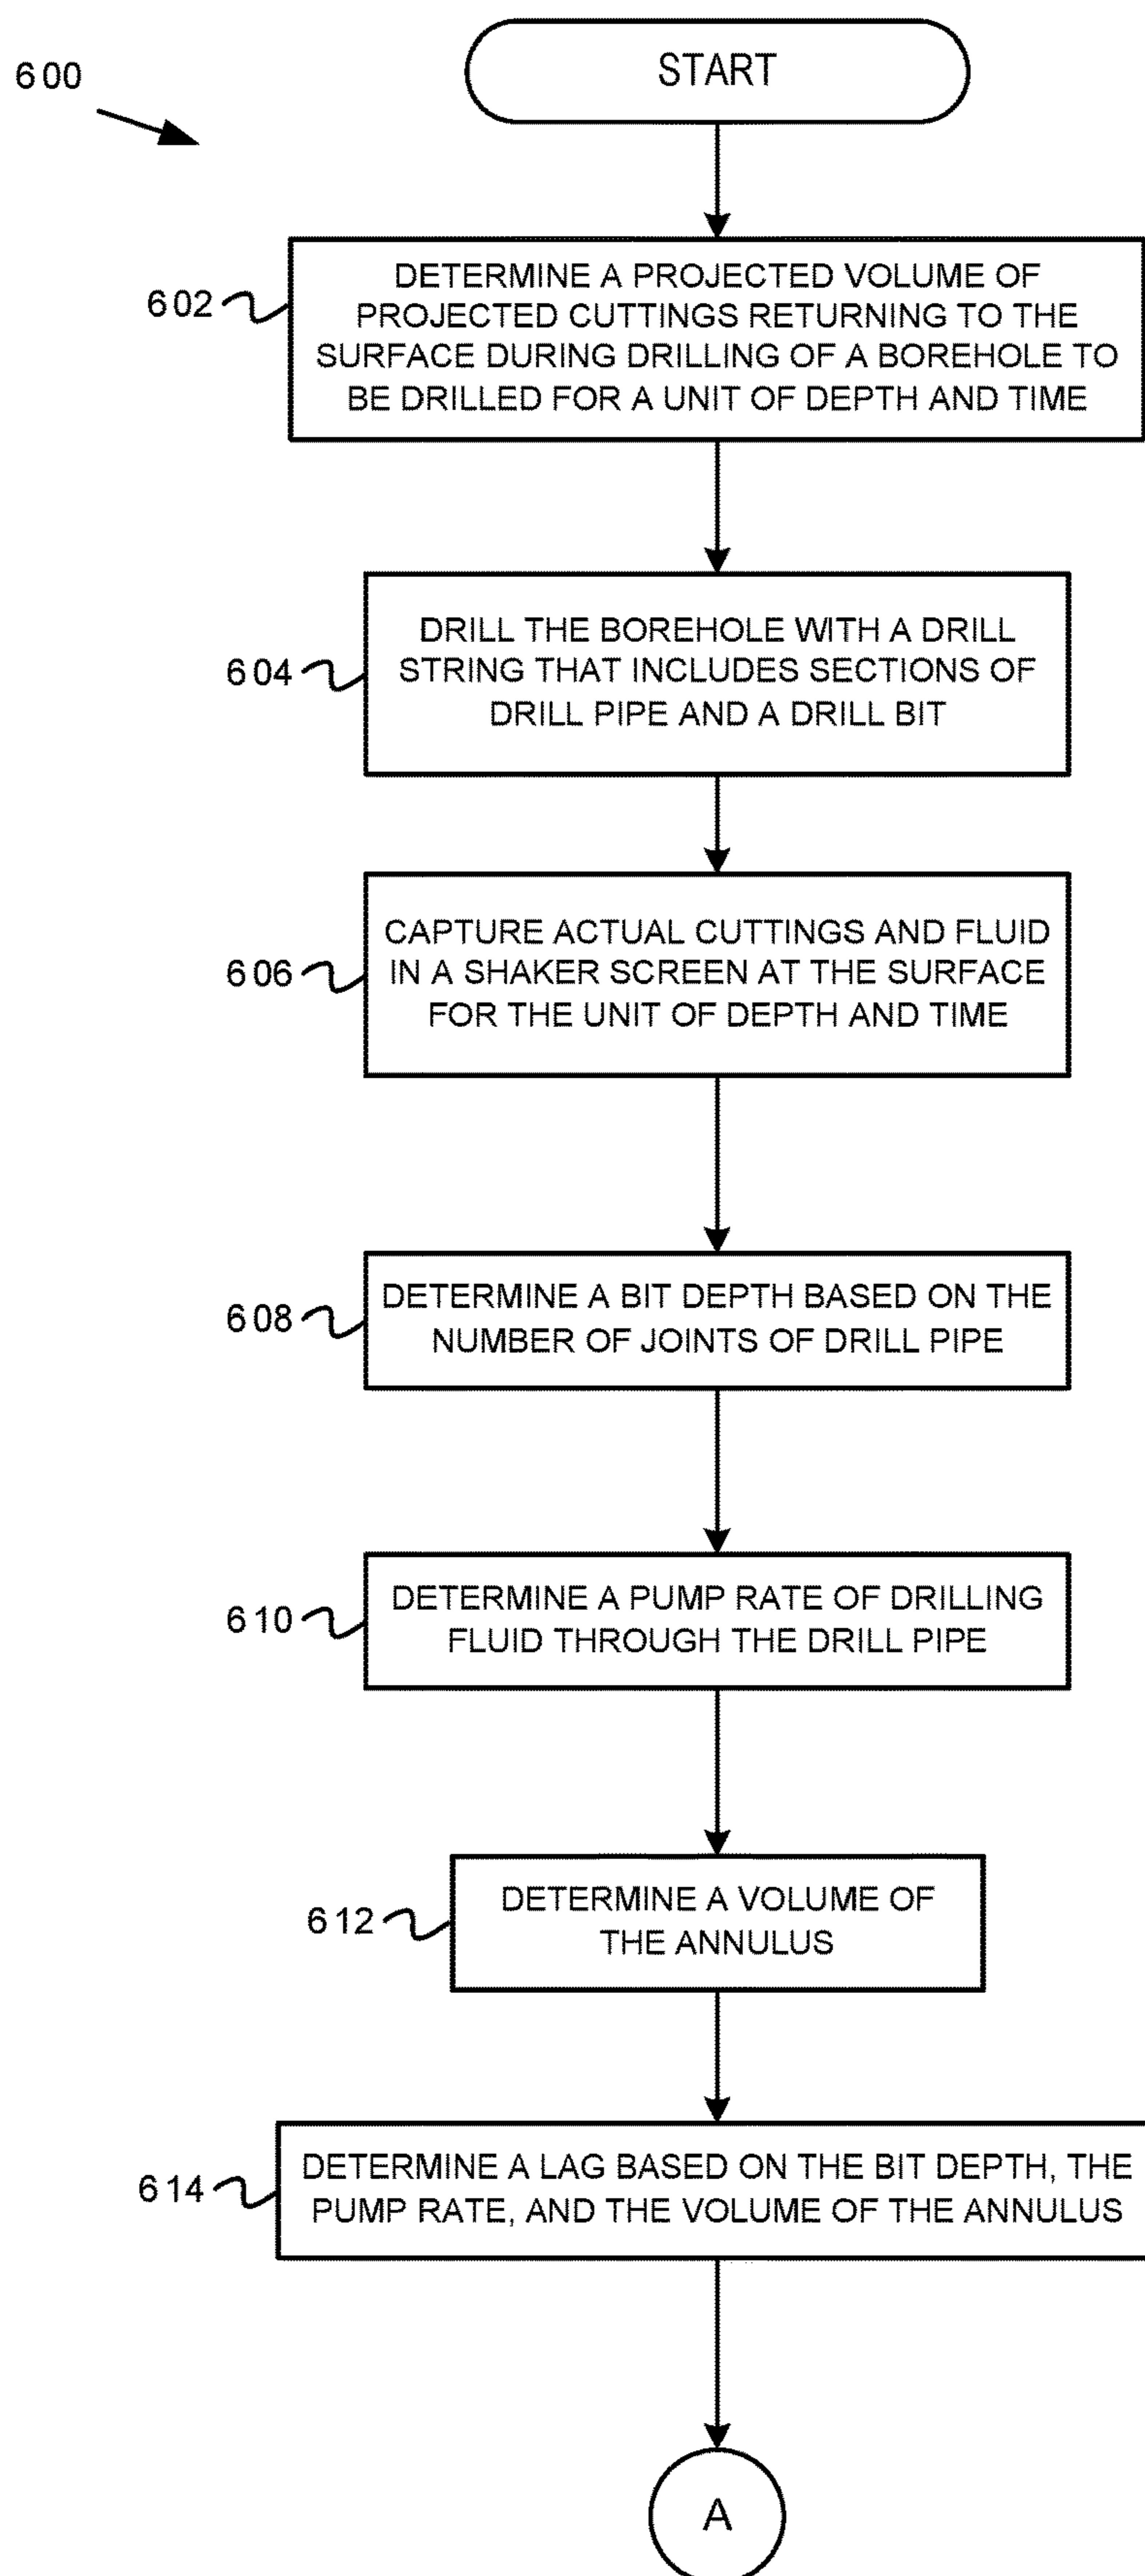 600
START
602
DETERMINE A PROJECTED VOLUME OF
PROJECTED CUTTINGS RETURNING TO THE
SURFACE DURING DRILLING OF A BOREHOLE TO
BE DRILLED FOR A UNIT OF DEPTH AND TIME
604
DRILL THE BOREHOLE WITH A DRILL
STRING THAT INCLUDES SECTIONS OF
DRILL PIPE AND A DRILL BIT
606
CAPTURE ACTUAL CUTTINGS AND FLUID
IN A SHAKER SCREEN AT THE SURFACE
FOR THE UNIT OF DEPTH AND TIME
608
DETERMINE A BIT DEPTH BASED ON THE
NUMBER OF JOINTS OF DRILL PIPE
610
DETERMINE A PUMP RATE OF DRILLING
FLUID THROUGH THE DRILL PIPE
612
DETERMINE A VOLUME OF
THE ANNULUS
614
DETERMINE A LAG BASED ON THE BIT DEPTH, THE
PUMP RATE, AND THE VOLUME OF THE ANNULUS
A